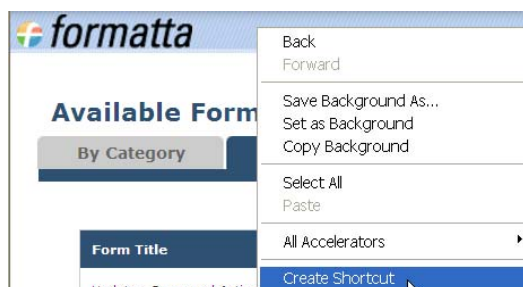 formatta
Available Form
By Category
Form Title
Back
Forward
Save Background As...
Set as Background
Copy Background
Select All
Paste
All Accelerators
Create Shortcut